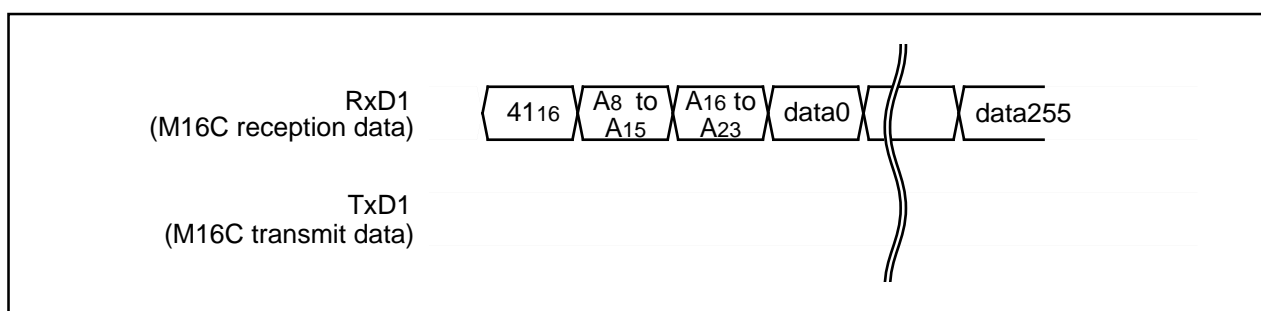 RxD1
(M16C reception data)
4116
A8 to
A15
A16 to
A23
data0
data255
TxD1
(M16C transmit data)